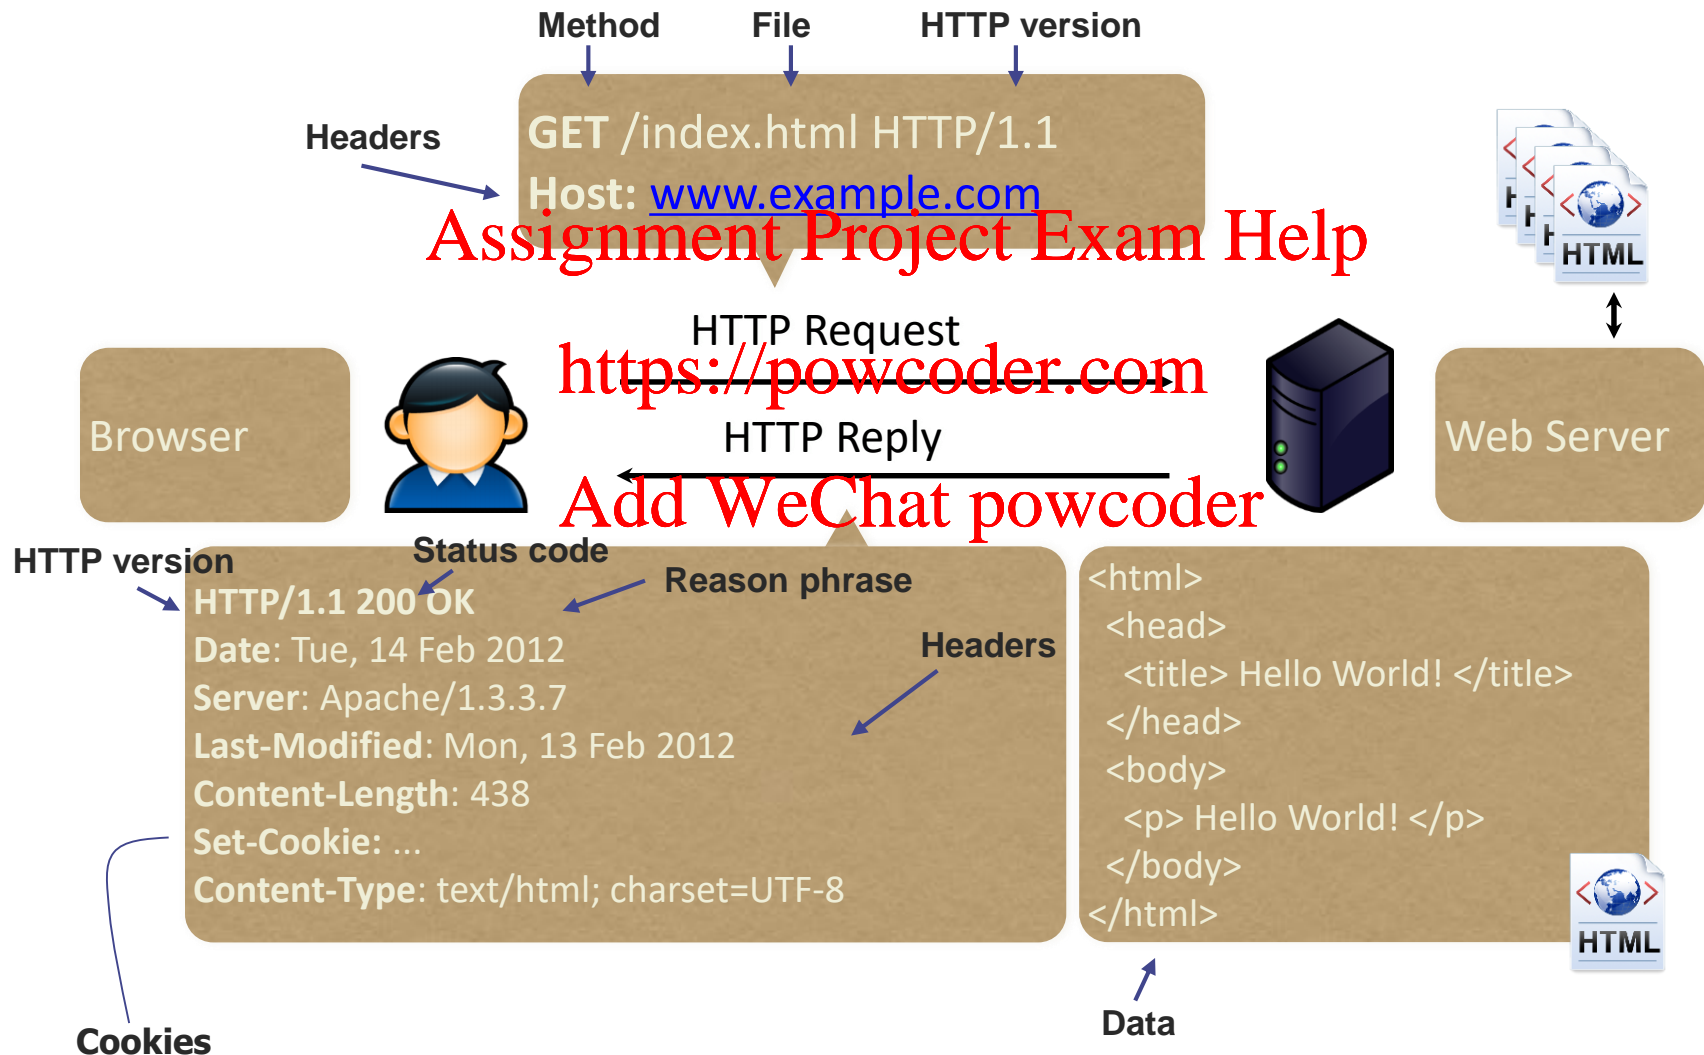 Method File HTTP version
GET /index.html HTTP/1.1
Headers
Host: www.example.com
Assignment Project Exam Help
HTML
HTTP Request
https://powcoder.com
Browser
HTTP Reply
Web Server
Add WeChat powcoder
HTTP version
Status code
Reason phrase
HTTP/1.1 200 OK
Date: Tue, 14 Feb 2012
Server: Apache/1.3.3.7
Last-Modified: Mon, 13 Feb 2012
Content-Length: 438
Set-Cookie: ...
Content-Type: text/html; charset=UTF-8
Headers
<html>
<head>
<title> Hello World! </title>
</head>
<body>
<p> Hello World! </p>
</body>
</html>
HTML
Data
Cookies